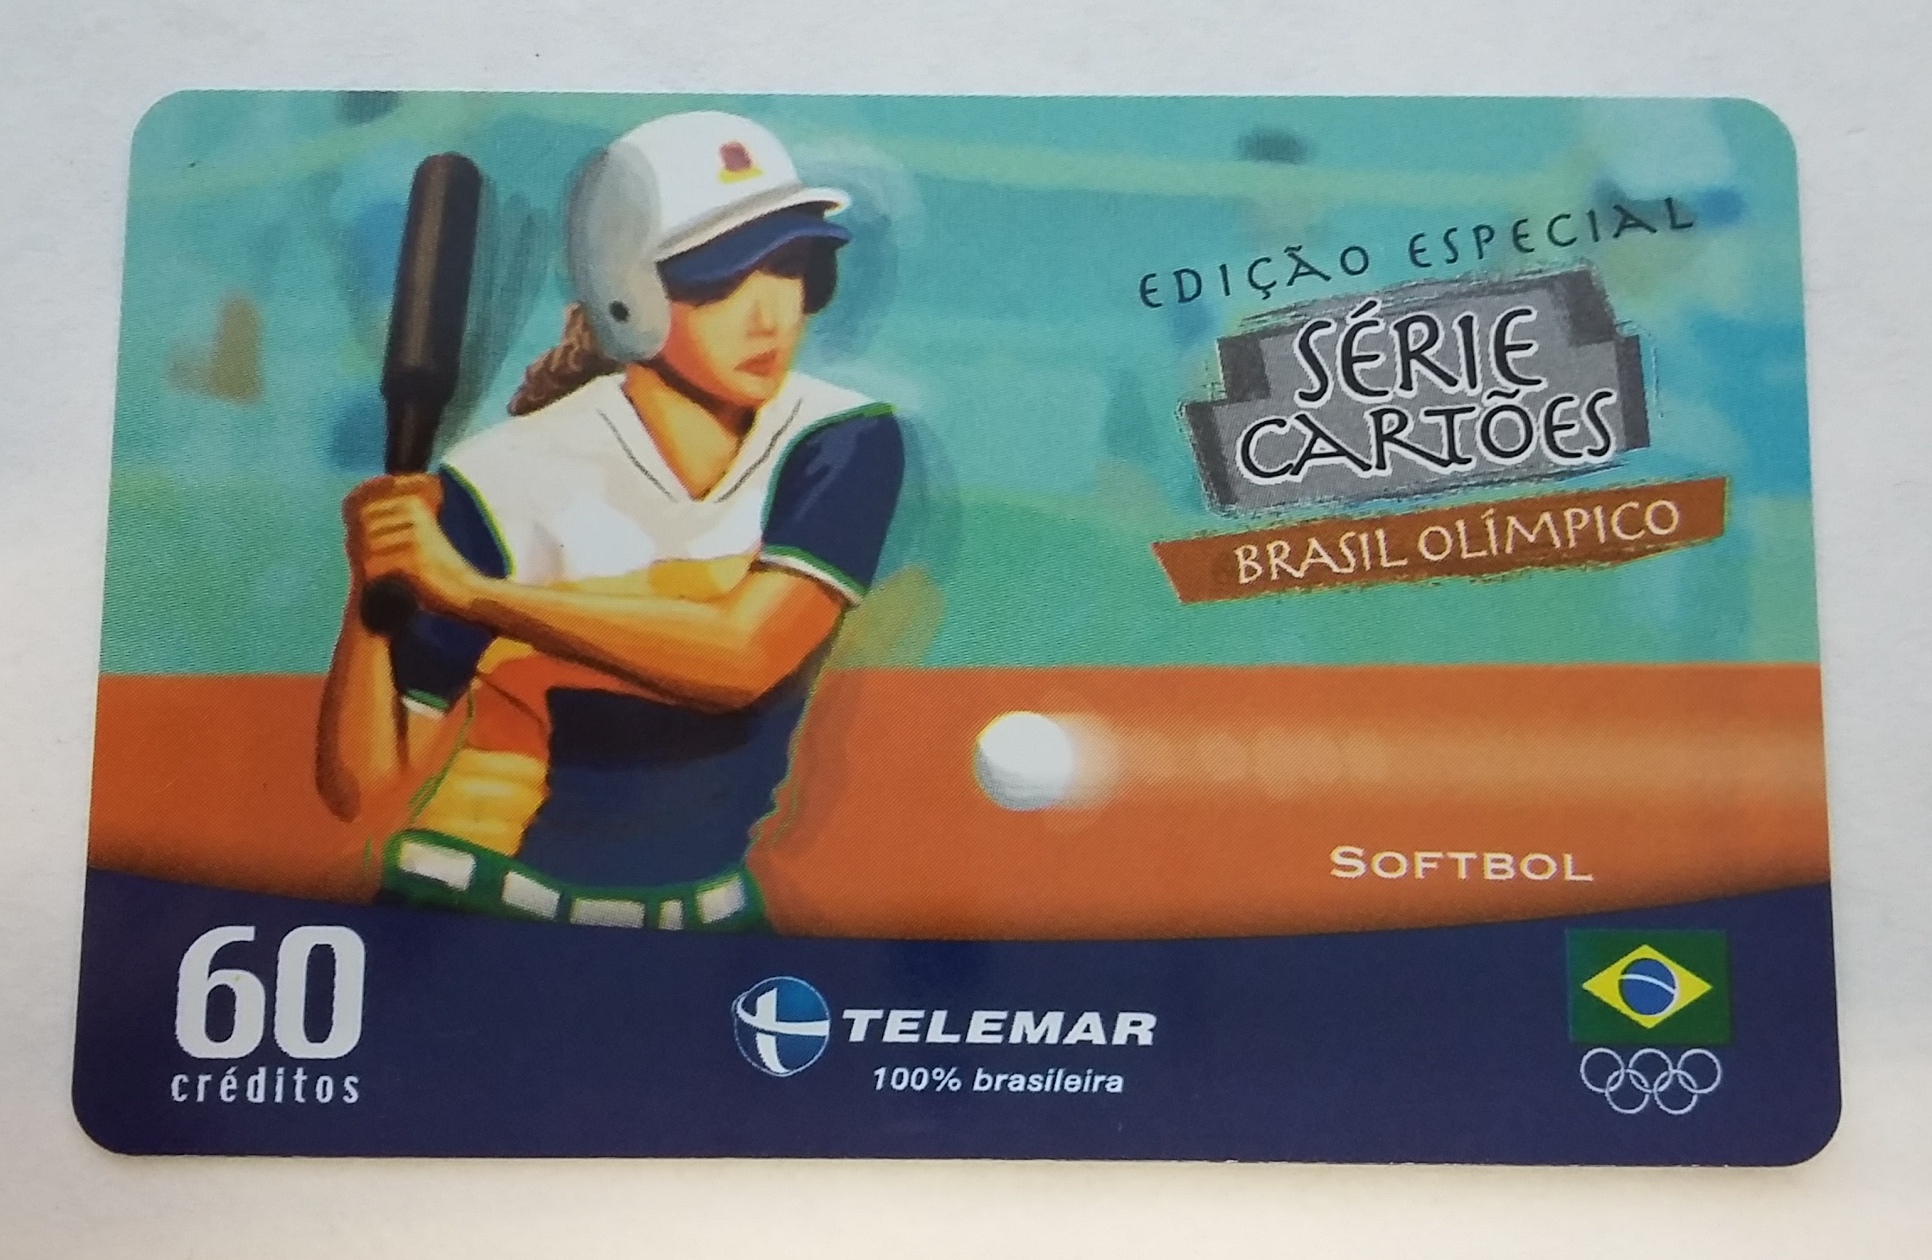 EDIÇÃO ESPECIAL
SÉRIE
CARTÕES
BRASIL OLÍMPICO
SOFTBOL
60
créditos
TELEMAR
100% brasileira